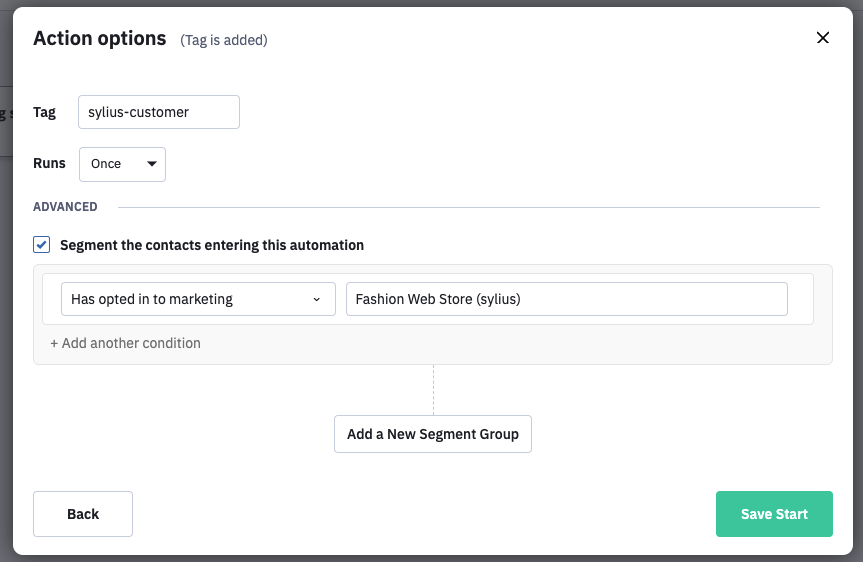 Action options (Tag is added)
Tag sylius-customer
Runs Once
ADVANCED
Segment the contacts entering this automation
Has opted in to marketing Fashion Web Store (sylius)
+ Add another condition
Add a New Segment Group
Back Save Start